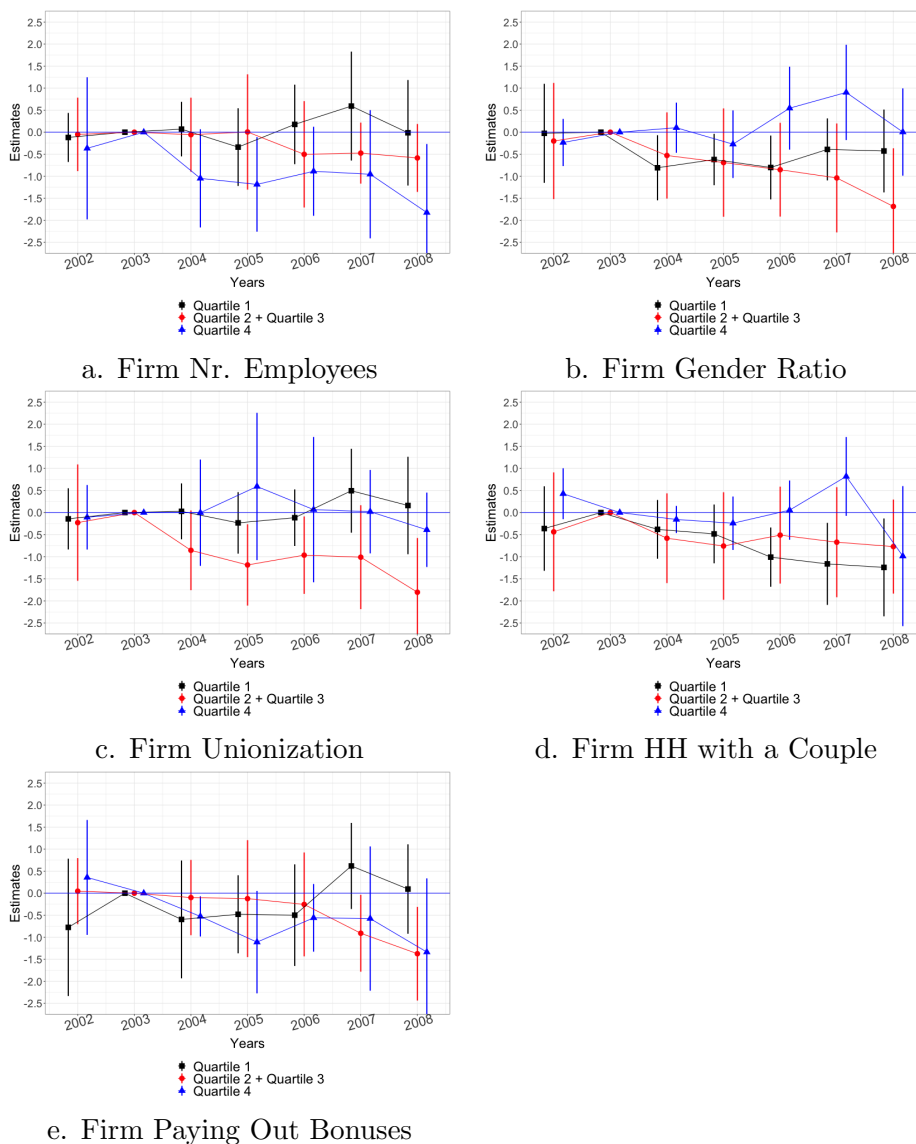 2.5
2.0
1.5
1.0
0.5
0.0
-0.5
-1.0
-1.5
-2.0
-2.5
Estimates
2002 2003 2004 2005 2006 2007 2008
Years
Quartile 1
Quartile 2 + Quartile 3
Quartile 4
a. Firm Nr. Employees
2.5
2.0
1.5
1.0
0.5
0.0
-0.5
-1.0
-1.5
-2.0
-2.5
Estimates
2002 2003 2004 2005 2006 2007 2008
Years
Quartile 1
Quartile 2 + Quartile 3
Quartile 4
b. Firm Gender Ratio
2.5
2.0
1.5
1.0
0.5
0.0
-0.5
-1.0
-1.5
-2.0
-2.5
Estimates
2002 2003 2004 2005 2006 2007 2008
Years
Quartile 1
Quartile 2 + Quartile 3
Quartile 4
c. Firm Unionization
2.5
2.0
1.5
1.0
0.5
0.0
-0.5
-1.0
-1.5
-2.0
-2.5
Estimates
2002 2003 2004 2005 2006 2007 2008
Years
Quartile 1
Quartile 2 + Quartile 3
Quartile 4
d. Firm HH with a Couple
2.5
2.0
1.5
1.0
0.5
0.0
-0.5
-1.0
-1.5
-2.0
-2.5
Estimates
2002 2003 2004 2005 2006 2007 2008
Years
Quartile 1
Quartile 2 + Quartile 3
Quartile 4
e. Firm Paying Out Bonuses